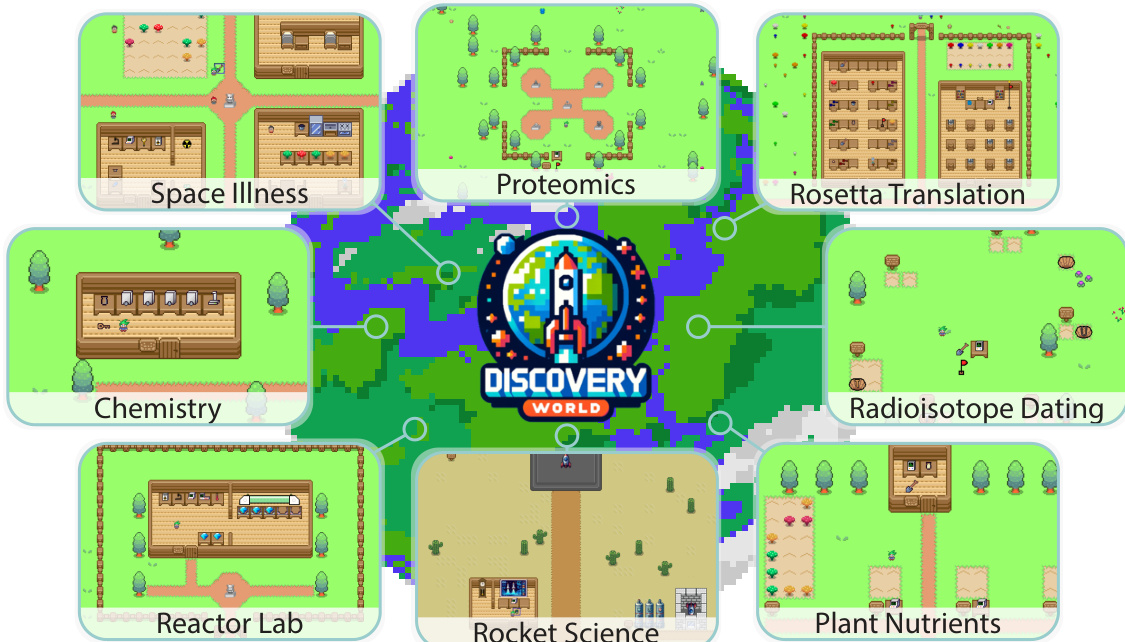 Space Illness
Proteomics
Rosetta Translation
Chemistry
DISCOVERY
WORLD
Radioisotope Dating
Reactor Lab
Rocket Science
Plant Nutrients